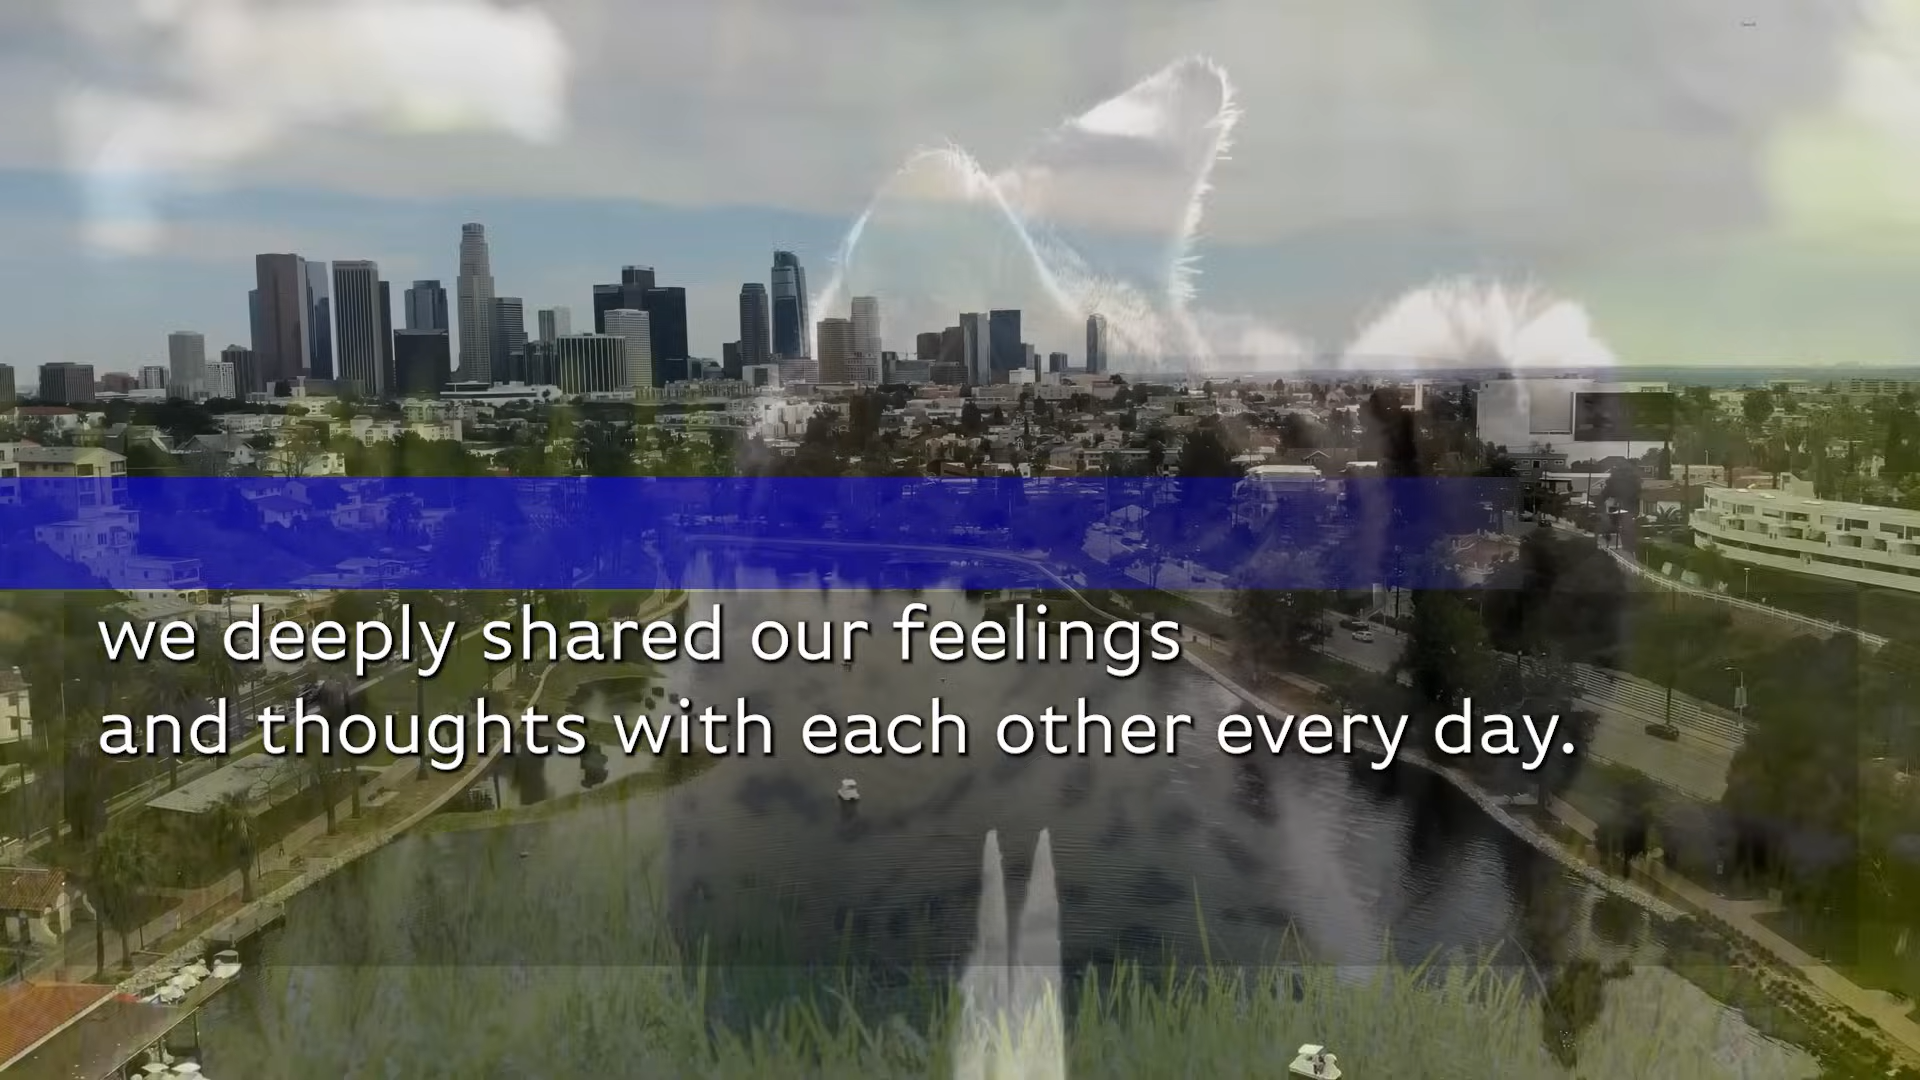 we deeply shared our feelings
and thoughts with each other every day.